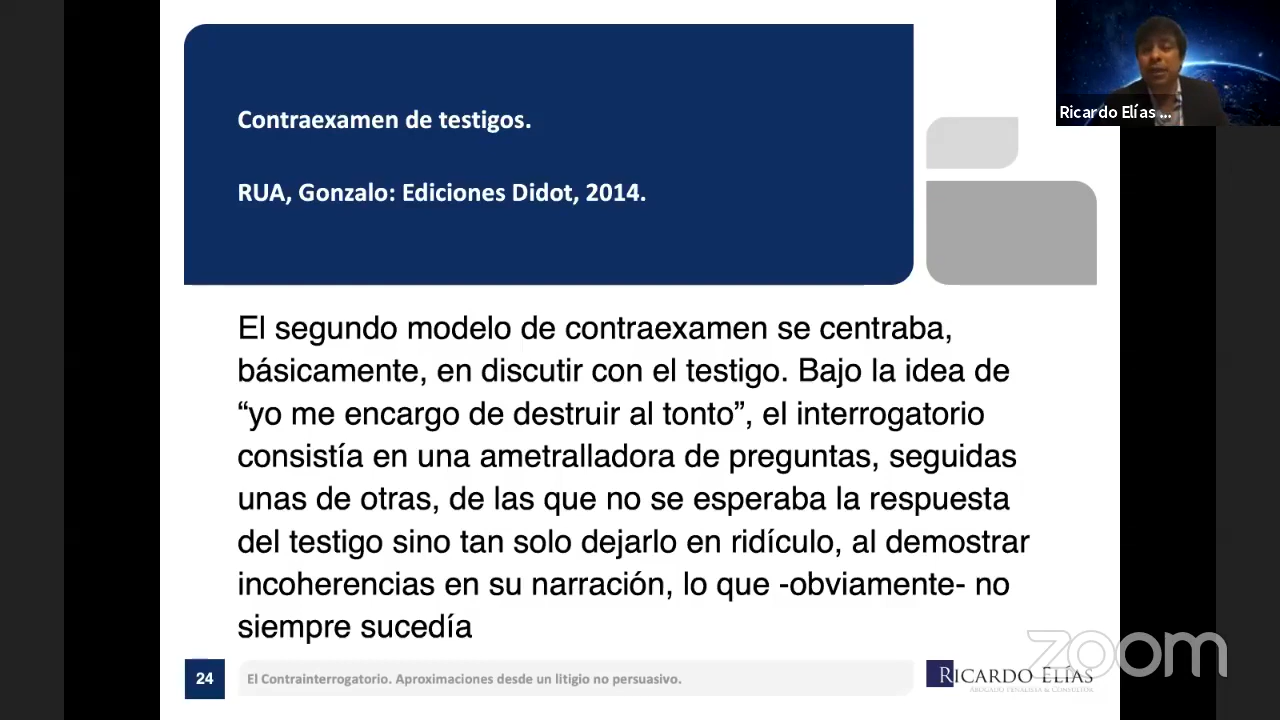 Contraexamen de testigos.
RUA, Gonzalo: Ediciones Didot, 2014.
Ricardo Elías ...
El segundo modelo de contraexamen se centraba,
básicamente, en discutir con el testigo. Bajo la idea de
“yo me encargo de destruir al tonto”, el interrogatorio
consistía en una ametralladora de preguntas, seguidas
unas de otras, de las que no se esperaba la respuesta
del testigo sino tan solo dejarlo en ridículo, al demostrar
incoherencias en su narración, lo que -obviamente- no
siempre sucedía
24
El Contrainterrogatorio. Aproximaciones desde un litigio no persuasivo.
RICARDO ELÍAS
ABOGADO PENALISTA & CONSULTOR
zoom